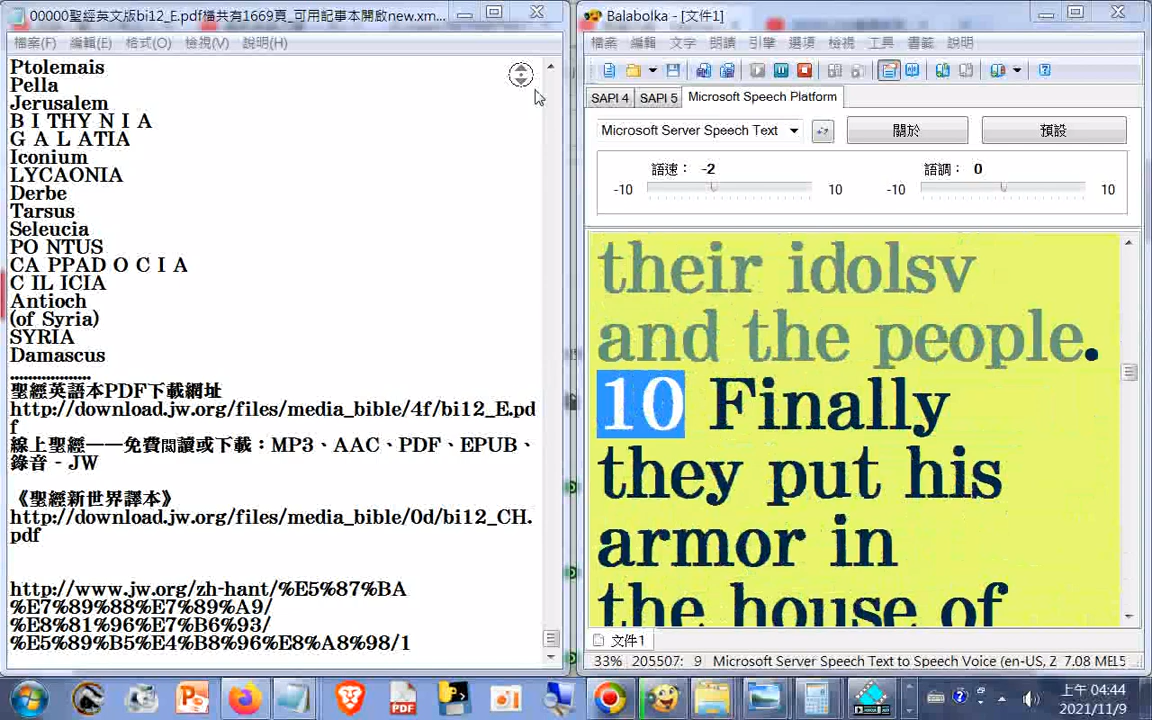 00000聖經英文版bi12_E.pdf檔共有1669頁_可用記事本開啟new.xm...
檔案(F) 編輯(E) 格式(O) 檢視(V) 說明(H)
Ptolemais
Pella
Jerusalem
B I THY N I A
G A L ATIA
Iconium
LYCAONIA
Derbe
Tarsus
Seleucia
PO NTUS
CA PPAD O C I A
C IL ICIA
Antioch
(of Syria)
SYRIA
Damascus
..................
聖經英語本PDF下載網址
http://download.jw.org/files/media_bible/4f/bi12_E.pd
f
線上聖經——免費閱讀或下載：MP3、AAC、PDF、EPUB、
錄音 - JW
《聖經新世界譯本》
http://download.jw.org/files/media_bible/0d/bi12_CH.
pdf
http://www.jw.org/zh-hant/%E5%87%BA
%E7%89%88%E7%89%A9/
%E8%81%96%E7%B6%93/
%E5%89%B5%E4%B8%96%E8%A8%98/1
Balabolka - [文件1]
檔案 編輯 文字 朗讀 引擎 選項 檢視 工具 書籤 說明
SAPI 4 SAPI 5 Microsoft Speech Platform
Microsoft Server Speech Text 關於 預設
語速： -2 語調： 0
-10 10 -10 10
their idolsv
and the people.
10 Finally
they put his
armor in
the house of
文件1
33% 205507: 9 Microsoft Server Speech Text to Speech Voice (en-US, Z 7.08 МЕ15
上午 04:44
2021/11/9